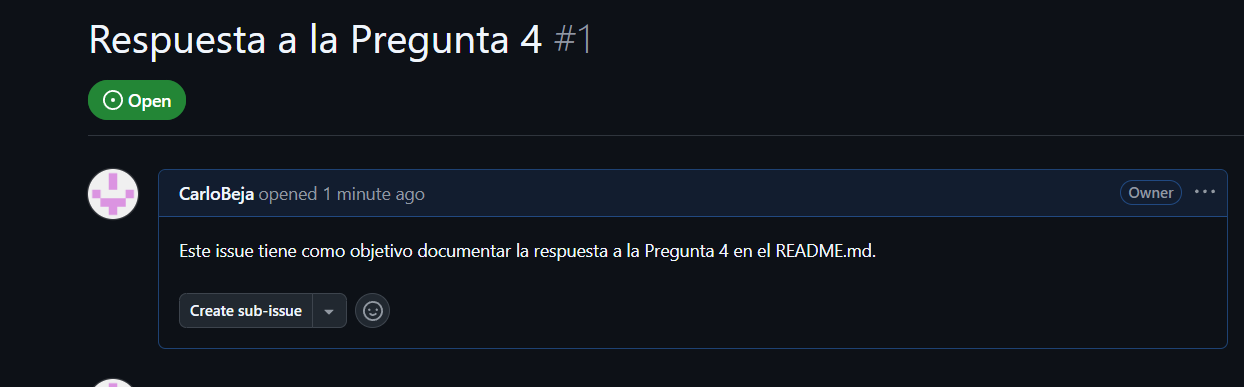 Respuesta a la Pregunta 4 #1
Open
CarloBeja opened 1 minute ago
Owner
Este issue tiene como objetivo documentar la respuesta a la Pregunta 4 en el README.md.
Create sub-issue